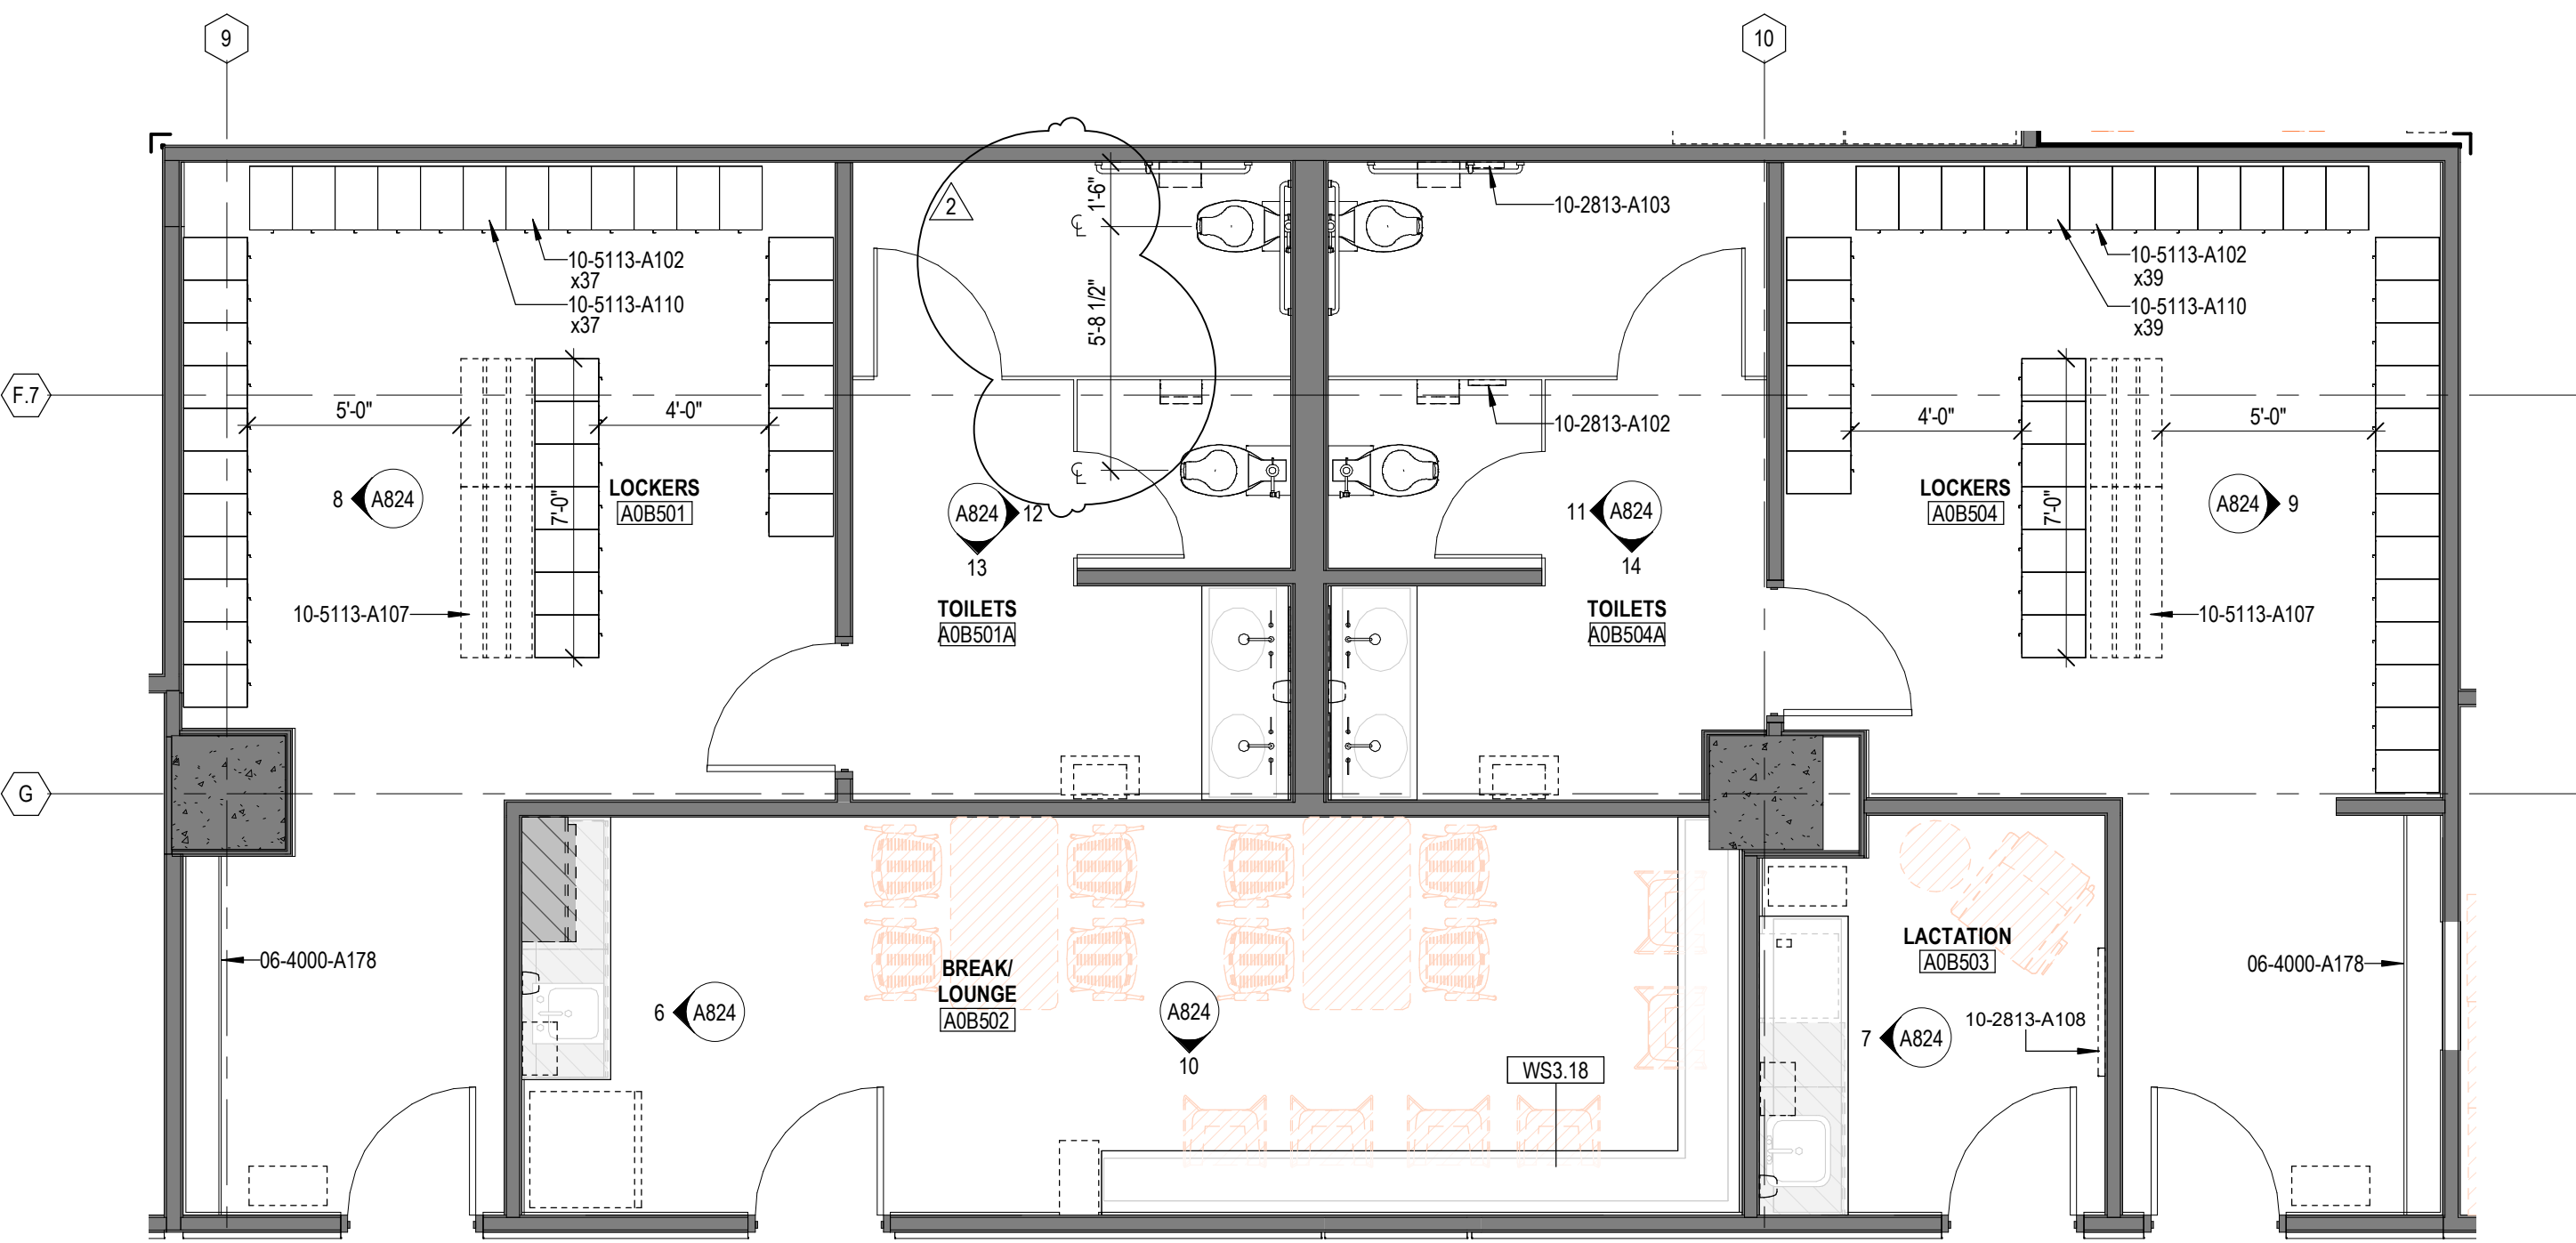 9
10
2
1'-6"
10-2813-A103
10-5113-A102
x37
10-5113-A110
x37
10-5113-A102
x39
10-5113-A110
x39
5'-8 1/2"
F.7
5'-0"
4'-0"
10-2813-A102
4'-0"
5'-0"
8
A824
7'-0"
LOCKERS
A0B501
A824
12
13
11
A824
14
LOCKERS
A0B504
7'-0"
A824
9
10-5113-A107
TOILETS
A0B501A
TOILETS
A0B504A
10-5113-A107
G
06-4000-A178
BREAK/
LOUNGE
A0B502
LACTATION
A0B503
06-4000-A178
6
A824
A824
10
10-2813-A108
7
A824
WS3.18